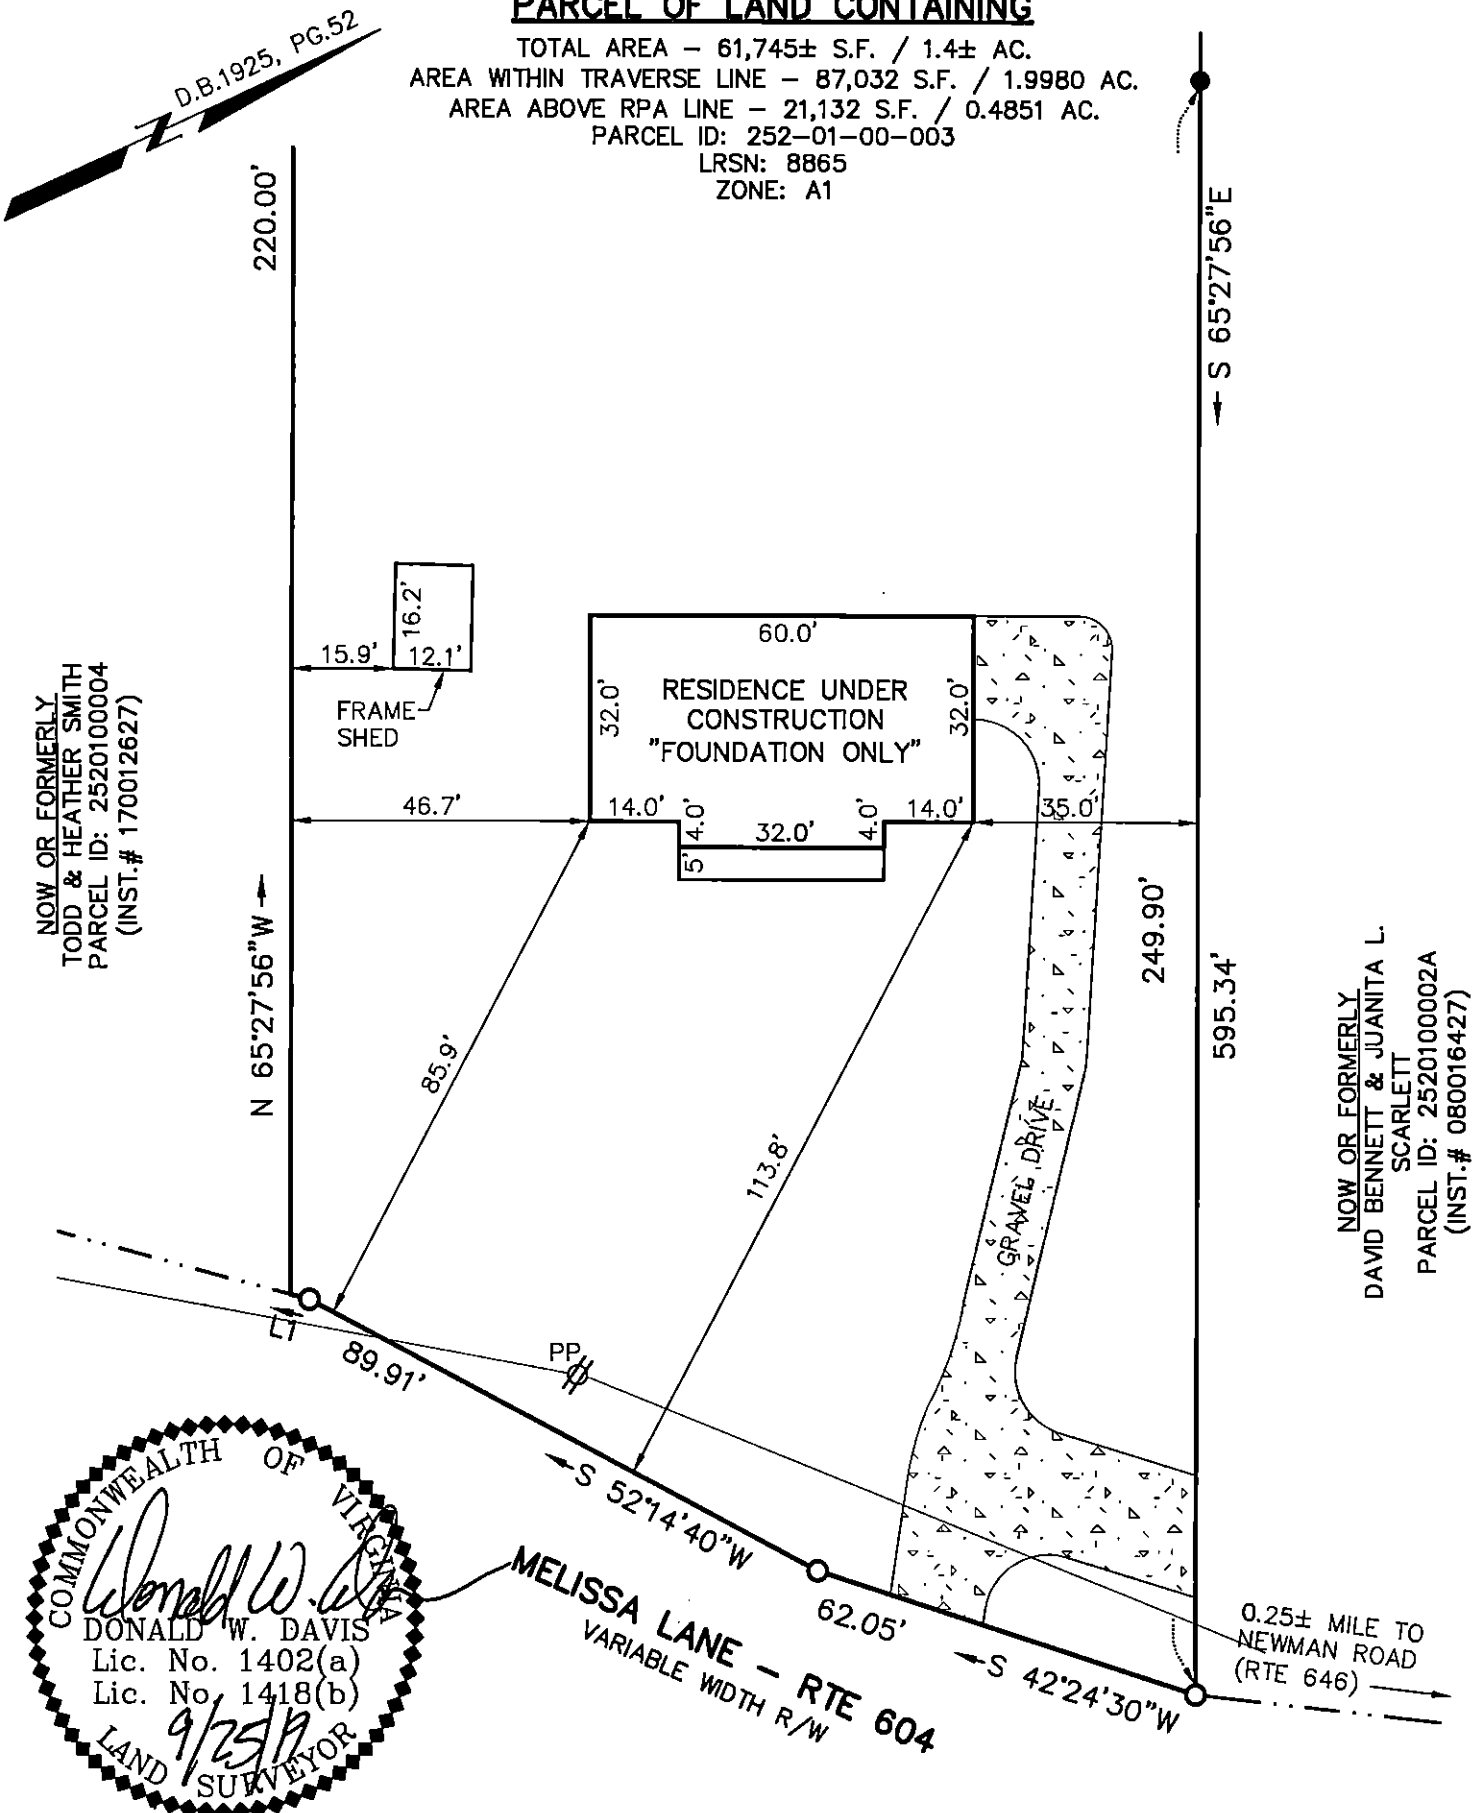 PARCEL OF LAND CONTAINING
TOTAL AREA – 61,745± S.F. / 1.4± AC.
AREA WITHIN TRAVERSE LINE – 87,032 S.F. / 1.9980 AC.
AREA ABOVE RPA LINE – 21,132 S.F. / 0.4851 AC.
PARCEL ID: 252–01–00–003
LRSN: 8865
ZONE: A1
D.B.1925, PG.52
N
220.00'
S 65°27'56"E
16.2'
15.9'
12.1'
FRAME
SHED
60.0'
32.0'
RESIDENCE UNDER
CONSTRUCTION
"FOUNDATION ONLY"
32.0'
46.7'
14.0'
4.0'
32.0'
4.0'
14.0'
35.0'
5'
NOW OR FORMERLY
TODD & HEATHER SMITH
PARCEL ID: 2520100004
(INST.# 170012627)
N 65°27'56"W
249.90'
595.34'
NOW OR FORMERLY
DAVID BENNETT & JUANITA L.
SCARLETT
PARCEL ID: 252010002A
(INST.# 080016427)
85.9'
113.8'
GRAVEL DRIVE
L1
89.91'
PP
S 52°14'40"W
62.05'
S 42°24'30"W
MELISSA LANE – RTE 604
VARIABLE WIDTH R/W
0.25± MILE TO
NEWMAN ROAD
(RTE 646)
COMMONWEALTH OF VIRGINIA
Donald W. Davis
DONALD W. DAVIS
Lic. No. 1402(a)
Lic. No. 1418(b)
9/25/19
LAND SURVEYOR